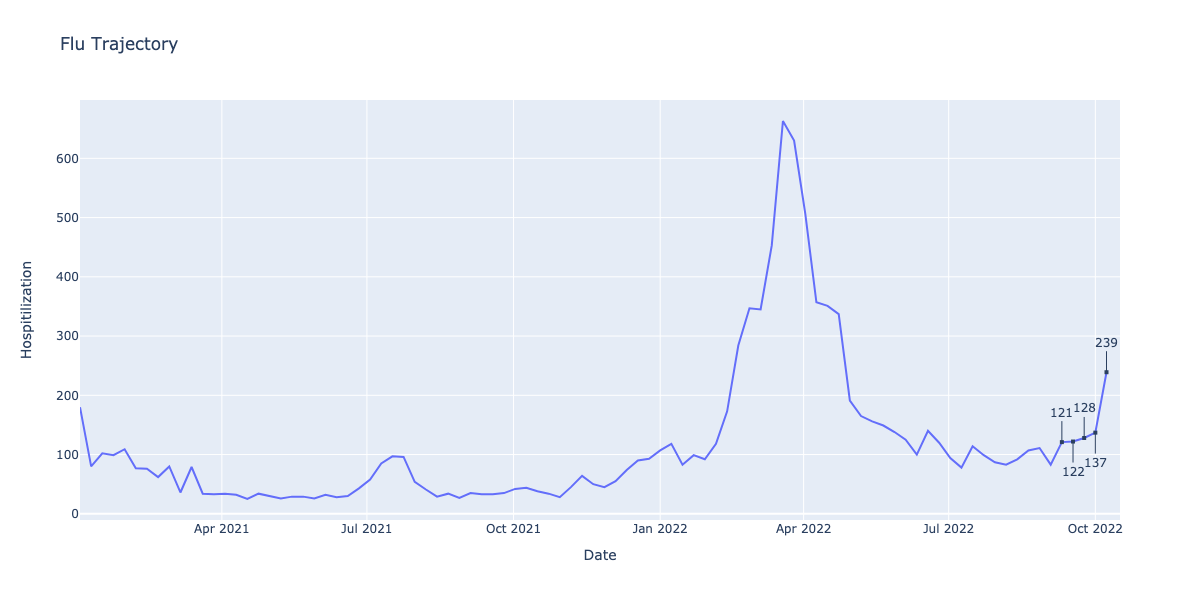 Flu Trajectory
Hospitilization
600
500
400
300
200
100
0
239
121
128
122
137
Apr 2021
Jul 2021
Oct 2021
Jan 2022
Apr 2022
Jul 2022
Oct 2022
Date